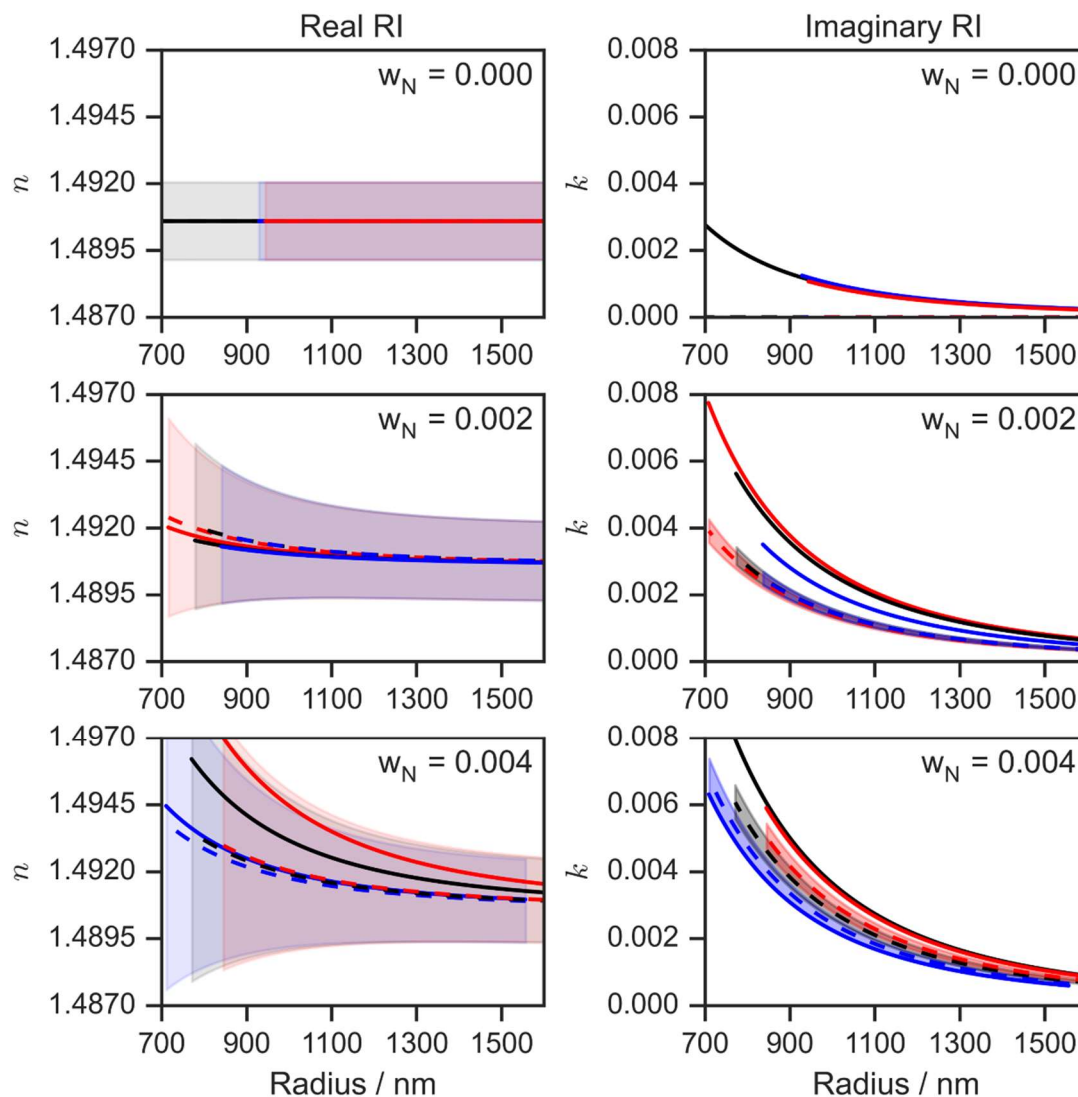 Real RI
Imaginary RI
1.4970
1.4945
1.4920
1.4895
1.4870
n
w_N = 0.000
700 900 1100 1300 1500
0.008
0.006
0.004
0.002
0.000
k
w_N = 0.000
700 900 1100 1300 1500
1.4970
1.4945
1.4920
1.4895
1.4870
n
w_N = 0.002
700 900 1100 1300 1500
0.008
0.006
0.004
0.002
0.000
k
w_N = 0.002
700 900 1100 1300 1500
1.4970
1.4945
1.4920
1.4895
1.4870
n
w_N = 0.004
700 900 1100 1300 1500
Radius / nm
0.008
0.006
0.004
0.002
0.000
k
w_N = 0.004
700 900 1100 1300 1500
Radius / nm